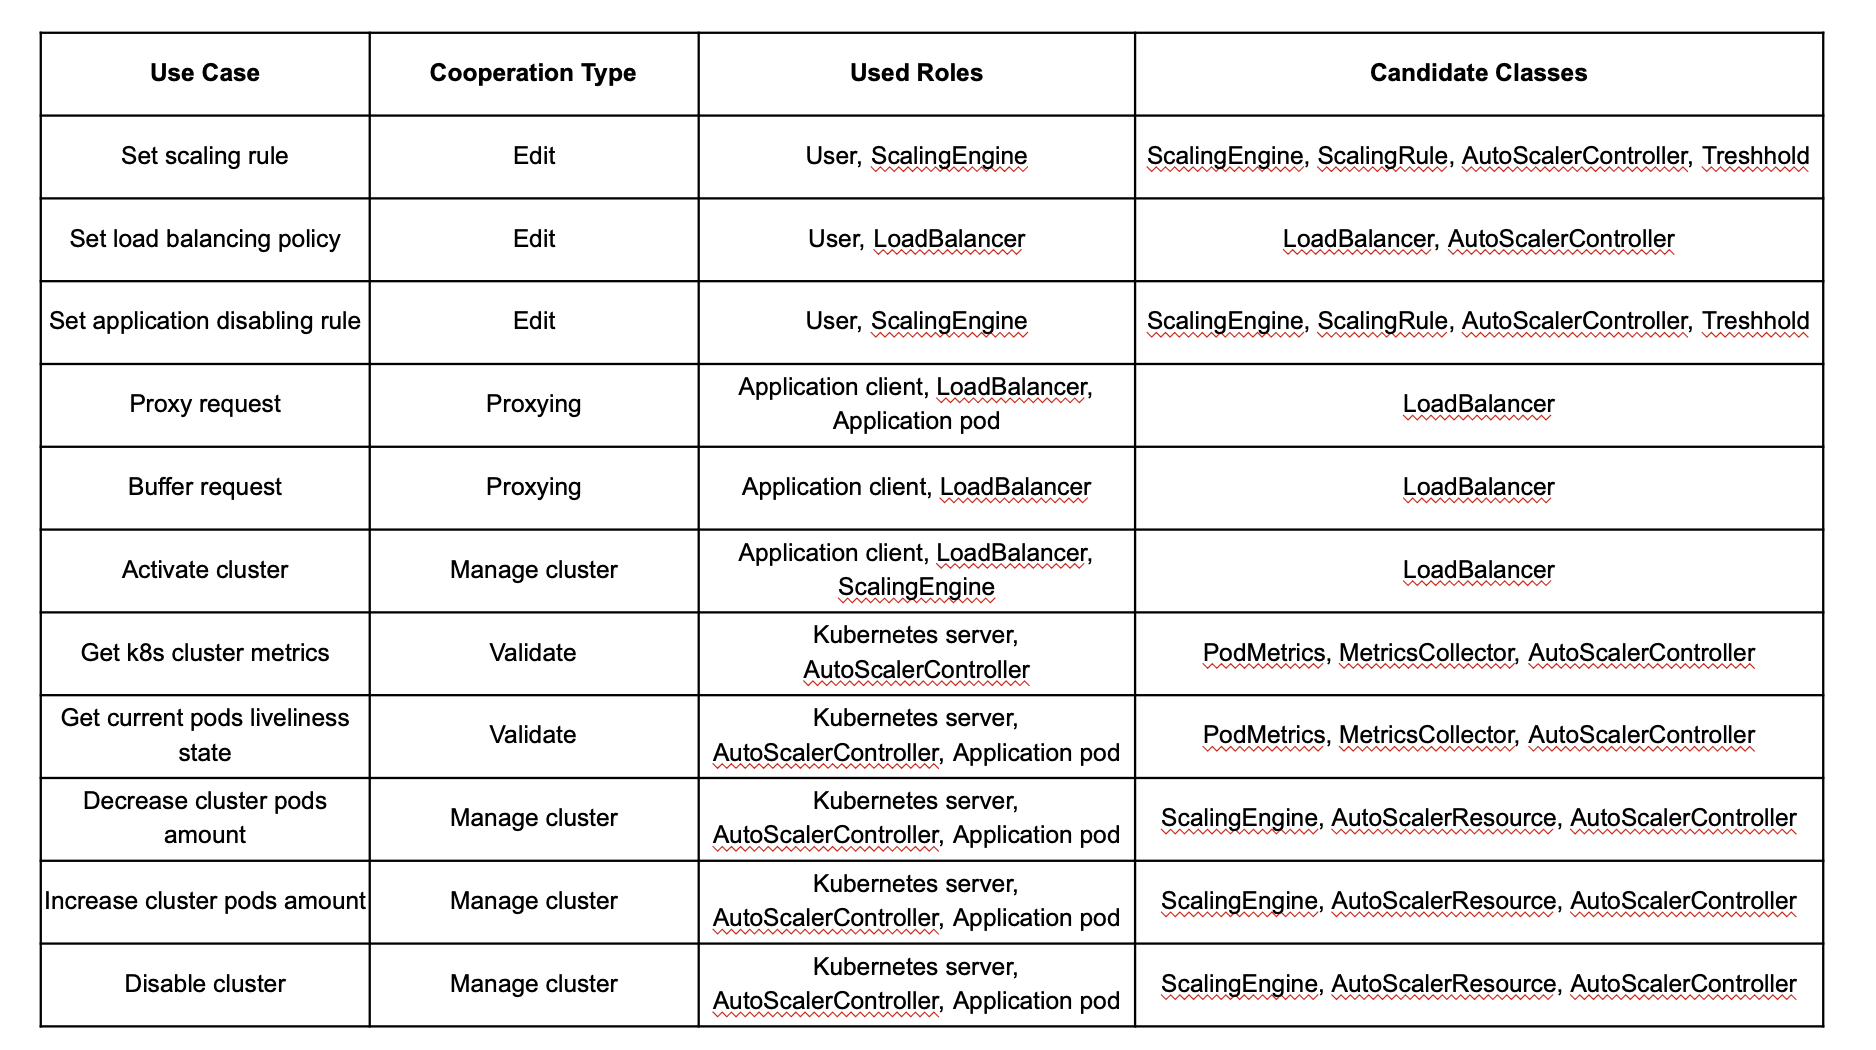 Use Case	Cooperation Type	Used Roles	Candidate Classes
Set scaling rule	Edit	User, ScalingEngine	ScalingEngine, ScalingRule, AutoScalerController, Treshhold
Set load balancing policy	Edit	User, LoadBalancer	LoadBalancer, AutoScalerController
Set application disabling rule	Edit	User, ScalingEngine	ScalingEngine, ScalingRule, AutoScalerController, Treshhold
Proxy request	Proxying	Application client, LoadBalancer,
Application pod	LoadBalancer
Buffer request	Proxying	Application client, LoadBalancer	LoadBalancer
Activate cluster	Manage cluster	Application client, LoadBalancer,
ScalingEngine	LoadBalancer
Get k8s cluster metrics	Validate	Kubernetes server,
AutoScalerController	PodMetrics, MetricsCollector, AutoScalerController
Get current pods liveliness
state	Validate	Kubernetes server,
AutoScalerController, Application pod	PodMetrics, MetricsCollector, AutoScalerController
Decrease cluster pods
amount	Manage cluster	Kubernetes server,
AutoScalerController, Application pod	ScalingEngine, AutoScalerResource, AutoScalerController
Increase cluster pods amount	Manage cluster	Kubernetes server,
AutoScalerController, Application pod	ScalingEngine, AutoScalerResource, AutoScalerController
Disable cluster	Manage cluster	Kubernetes server,
AutoScalerController, Application pod	ScalingEngine, AutoScalerResource, AutoScalerController